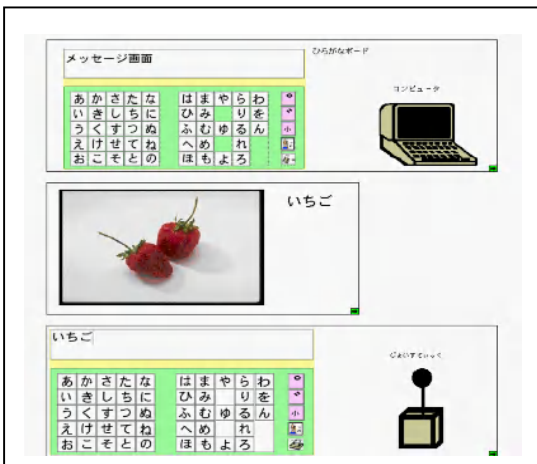 メッセージ画面
ひらがなボード
コンピュータ
あかさたな はまやらわ
いきしちに ひみ りを
うくすつぬ ふむゆるん
えけせてね へめ れ
おこそとの ほもよろ
小
いちご
いちご
じょいすてぃっく
あかさたな はまやらわ
いきしちに ひみ りを
うくすつぬ ふむゆるん
えけせてね へめ れ
おこそとの ほもよろ
小